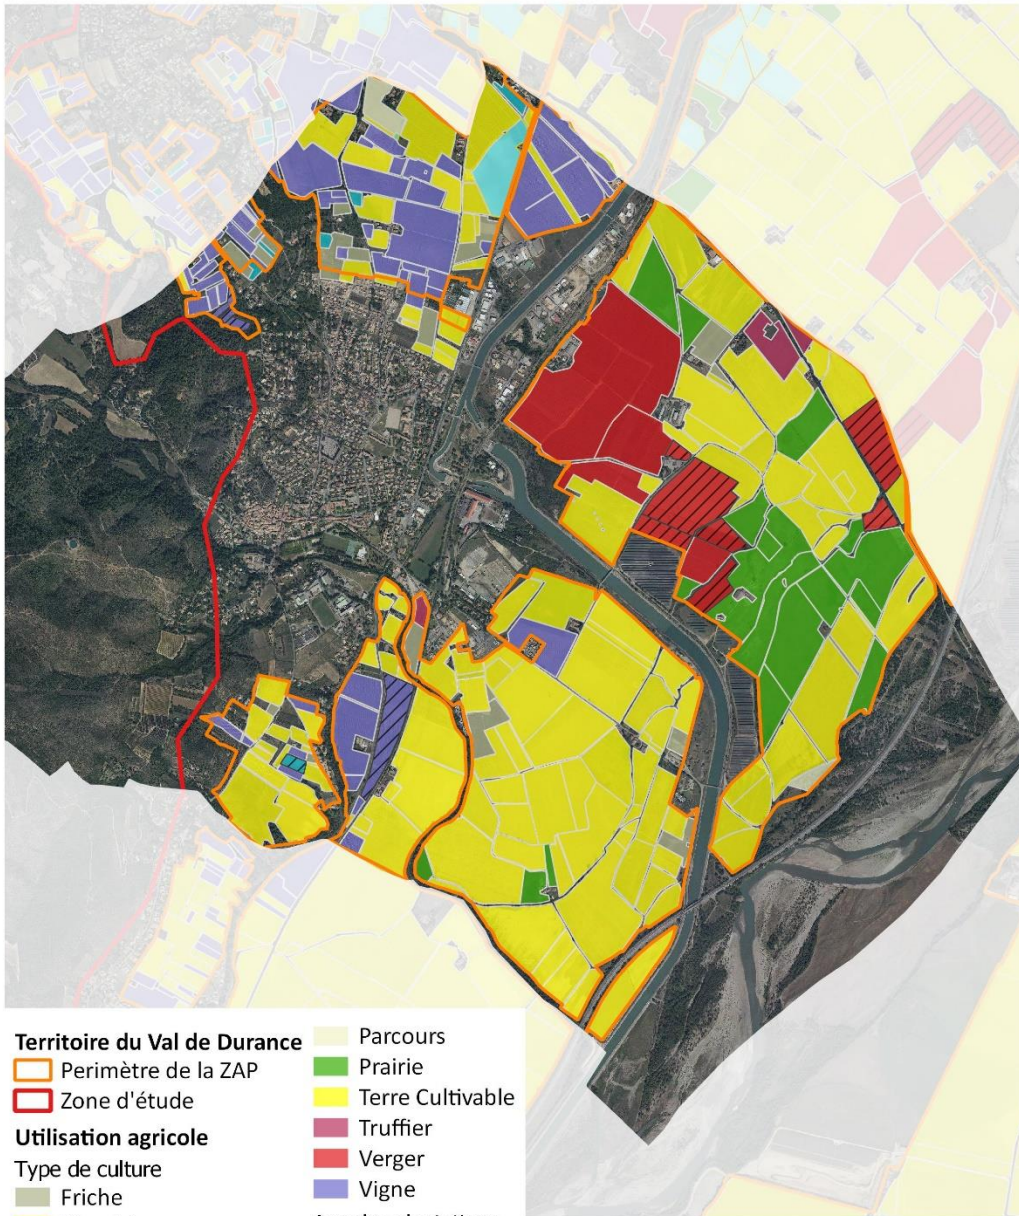 Territoire du Val de Durance
Perimètre de la ZAP
Zone d'étude
Utilisation agricole
Type de culture
Friche
Parcours
Prairie
Terre Cultivable
Truffier
Verger
Vigne